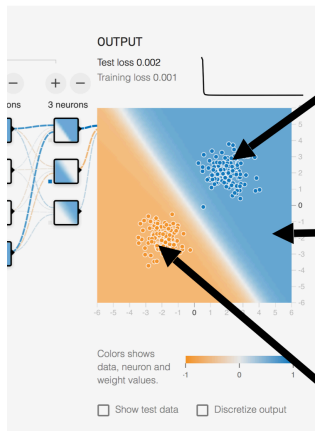 OUTPUT
Test loss 0.002
Training loss 0.001
ons
3 neurons
5
4
3
2
1
0
-1
-2
-3
-4
-5
-6
-6 -5 -4 -3 -2 -1 0 1 2 3 4 5 6
Colors shows
data, neuron and
weight values.
-1 0 1
Show test data
Discretize output